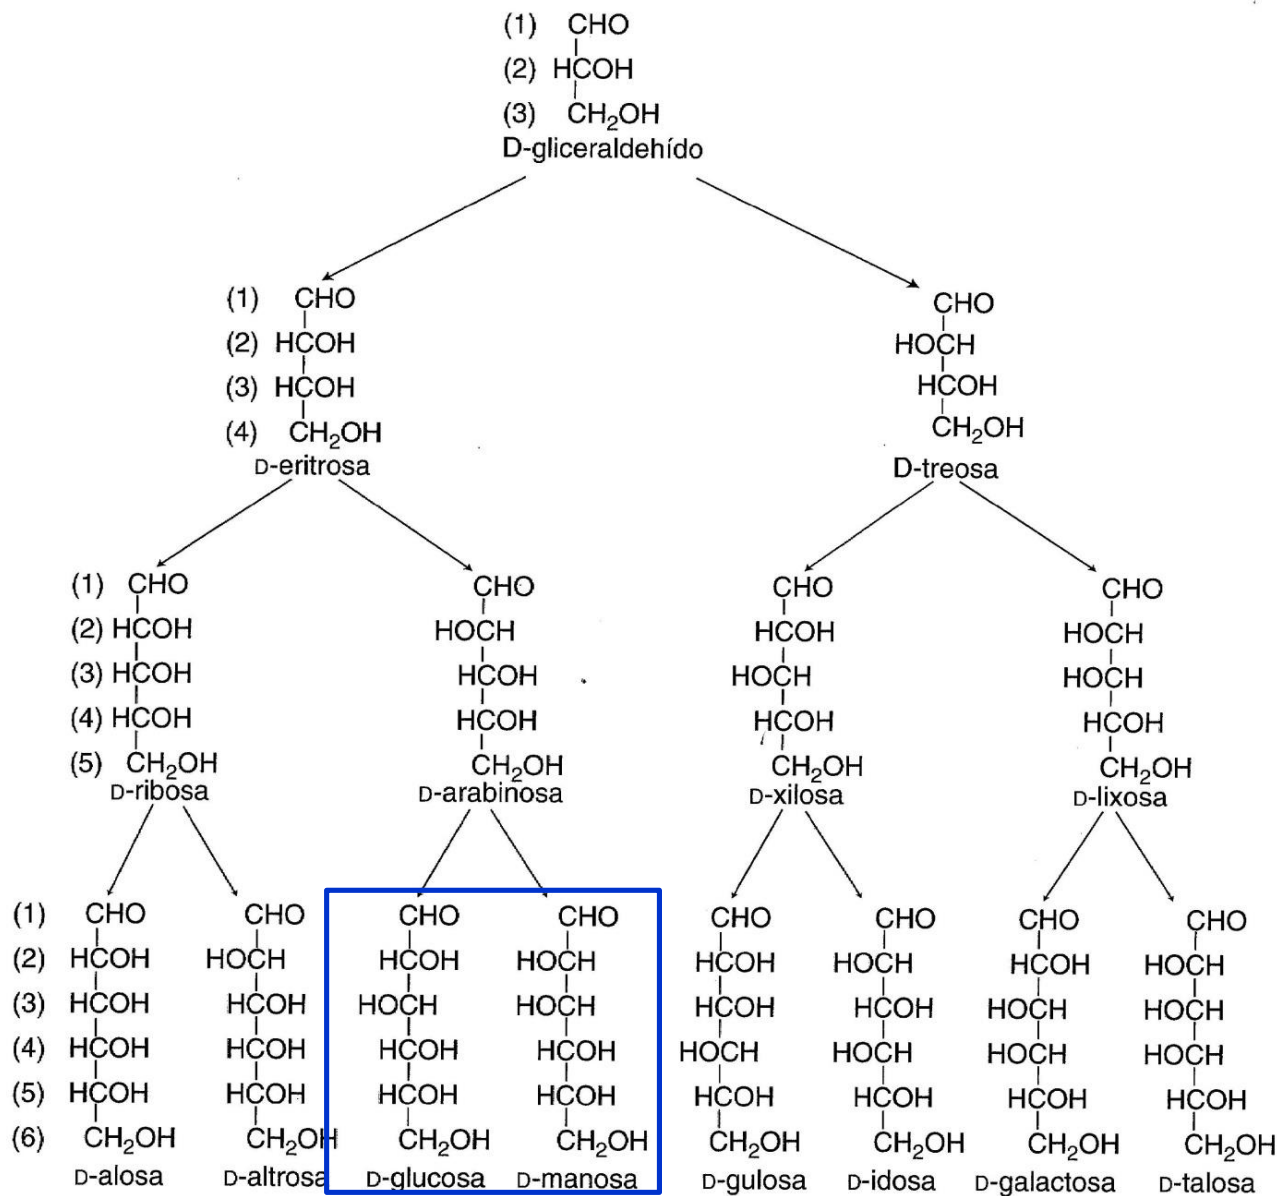 (1) CHO
(2) HCOH
(3) CH2OH
D-gliceraldehído
(1) CHO
(2) HCOH
(3) HCOH
(4) CH2OH
D-eritrosa
CHO
HOCH
HCOH
CH2OH
D-treosa
(1) CHO
(2) HCOH
(3) HCOH
(4) HCOH
(5) CH2OH
D-ribosa
CHO
HOCH
HCOH
HCOH
CH2OH
D-arabinosa
CHO
HCOH
HOCH
HCOH
CH2OH
D-xilosa
CHO
HOCH
HOCH
HCOH
CH2OH
D-lixosa
(1) CHO
(2) HCOH
(3) HCOH
(4) HCOH
(5) HCOH
(6) CH2OH
D-alosa
CHO
HOCH
HCOH
HCOH
HCOH
CH2OH
D-altrosa
CHO
HCOH
HOCH
HCOH
HCOH
CH2OH
D-glucosa
CHO
HOCH
HOCH
HCOH
HCOH
CH2OH
D-manosa
CHO
HCOH
HCOH
HOCH
HCOH
CH2OH
D-gulosa
CHO
HOCH
HCOH
HOCH
HCOH
CH2OH
D-idosa
CHO
HCOH
HOCH
HOCH
HCOH
CH2OH
D-galactosa
CHO
HOCH
HOCH
HOCH
HCOH
CH2OH
D-talosa